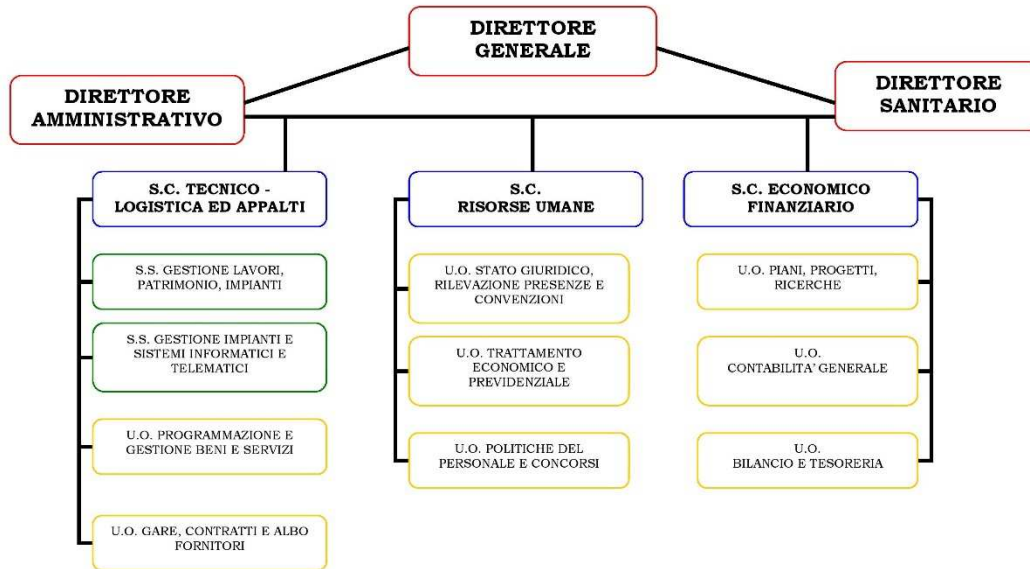 DIRETTORE
GENERALE
DIRETTORE
AMMINISTRATIVO
DIRETTORE
SANITARIO
S.C. TECNICO -
LOGISTICA ED APPALTI
S.C.
RISORSE UMANE
S.C. ECONOMICO
FINANZIARIO
S.S. GESTIONE LAVORI,
PATRIMONIO, IMPIANTI
U.O. STATO GIURIDICO,
RILEVAZIONE PRESENZE E
CONVENZIONI
U.O. PIANI, PROGETTI,
RICERCHE
S.S. GESTIONE IMPIANTI E
SISTEMI INFORMATICI E
TELEMATICI
U.O. TRATTAMENTO
ECONOMICO E
PREVIDENZIALE
U.O.
CONTABILITA' GENERALE
U.O. PROGRAMMAZIONE E
GESTIONE BENI E SERVIZI
U.O. POLITICHE DEL
PERSONALE E CONCORSI
U.O.
BILANCIO E TESORERIA
U.O. GARE, CONTRATTI E ALBO
FORNITORI